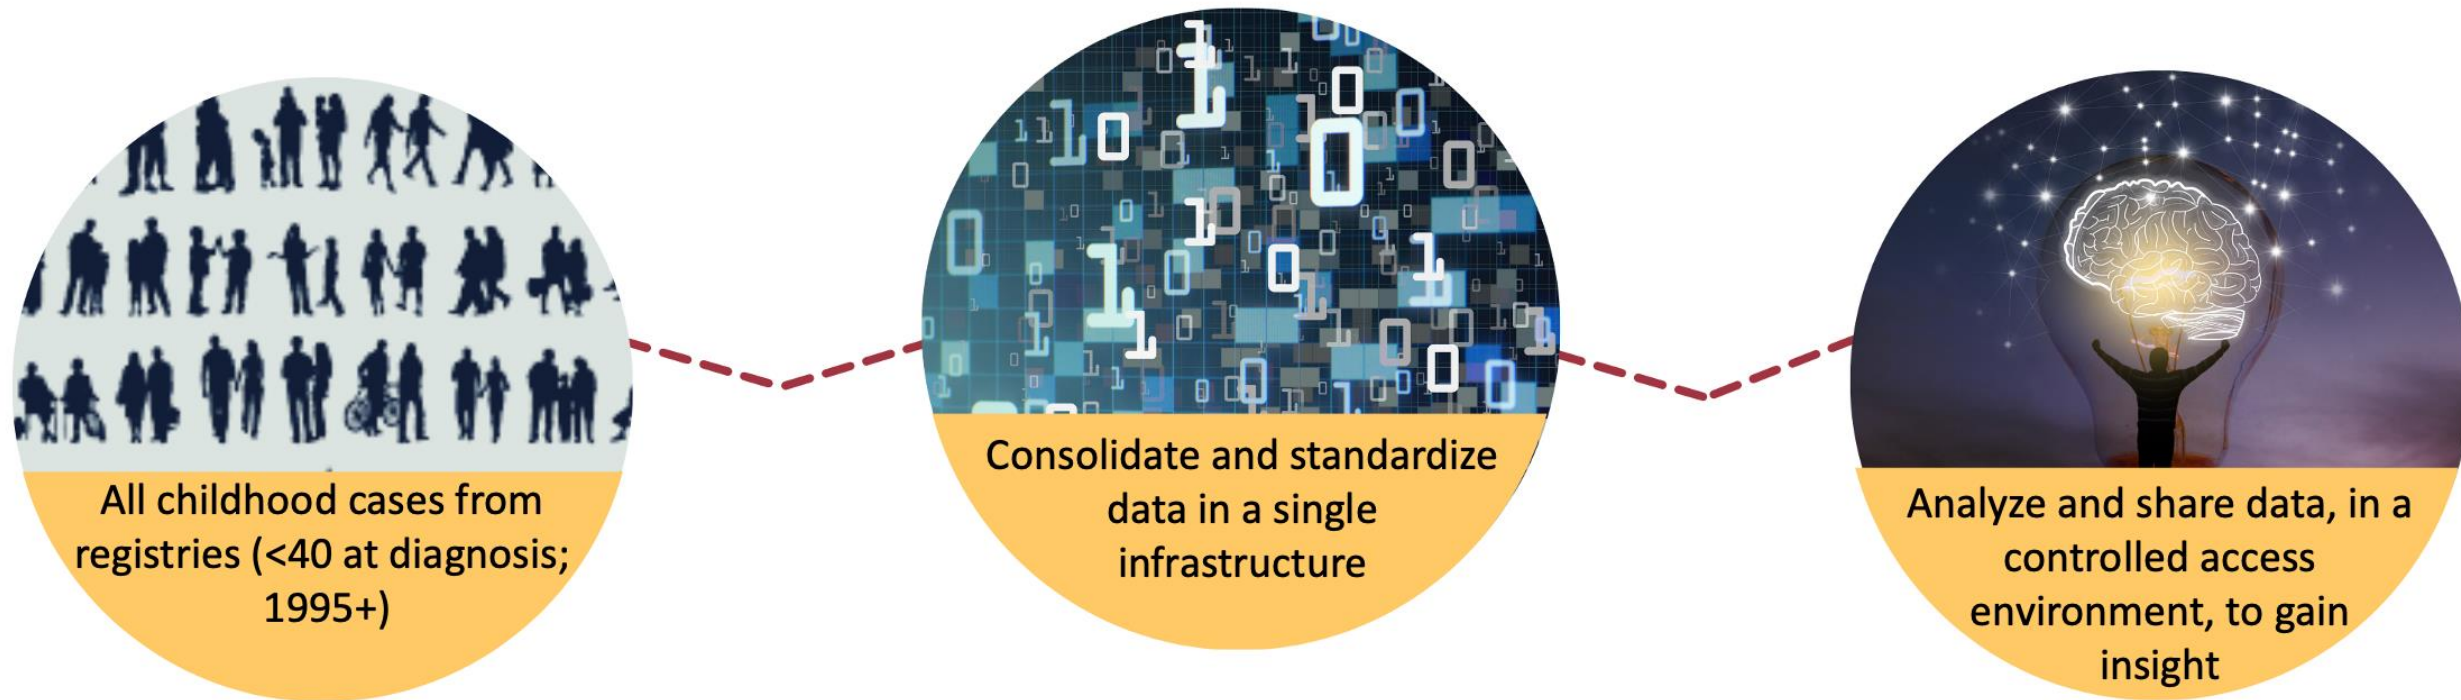 All childhood cases from
registries (<40 at diagnosis;
1995+)
Consolidate and standardize
data in a single
infrastructure
Analyze and share data, in a
controlled access
environment, to gain
insight